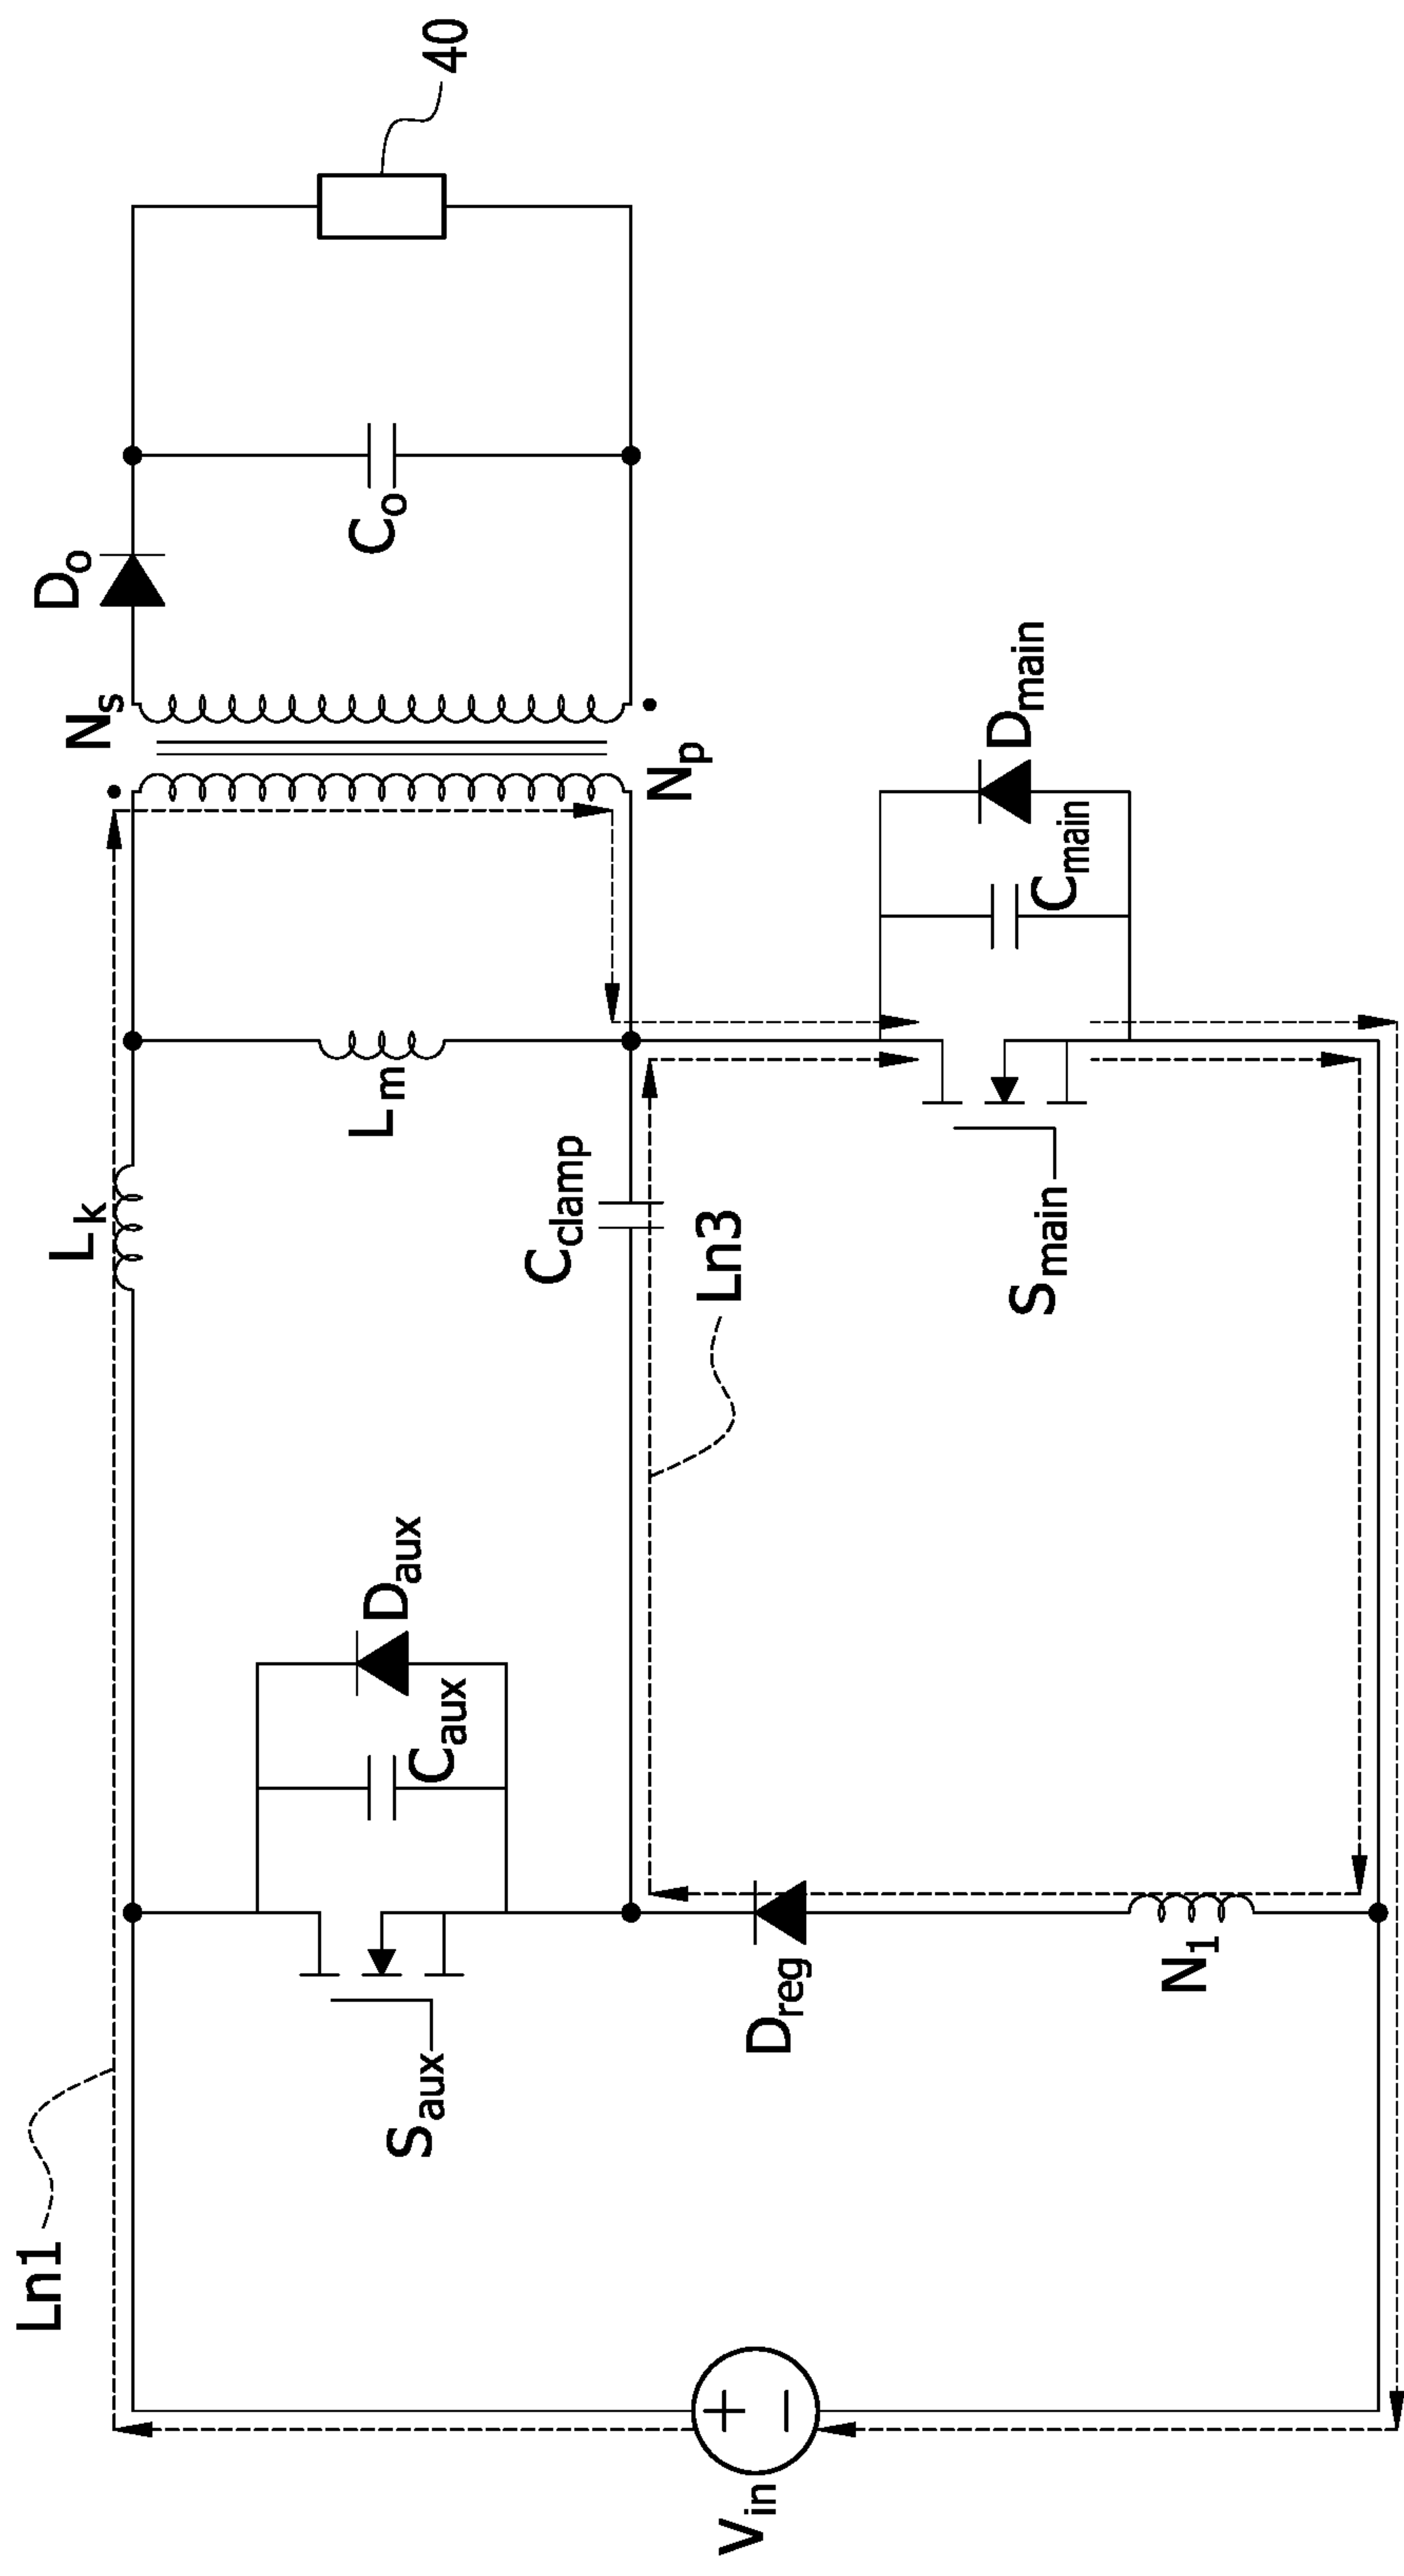 Ln1
Lk
Ns
Do
40
Lm
Co
Saux
Caux
Daux
Cclamp
Np
Ln3
Vin
Dreg
N1
Smain
Cmain
Dmain
+
−